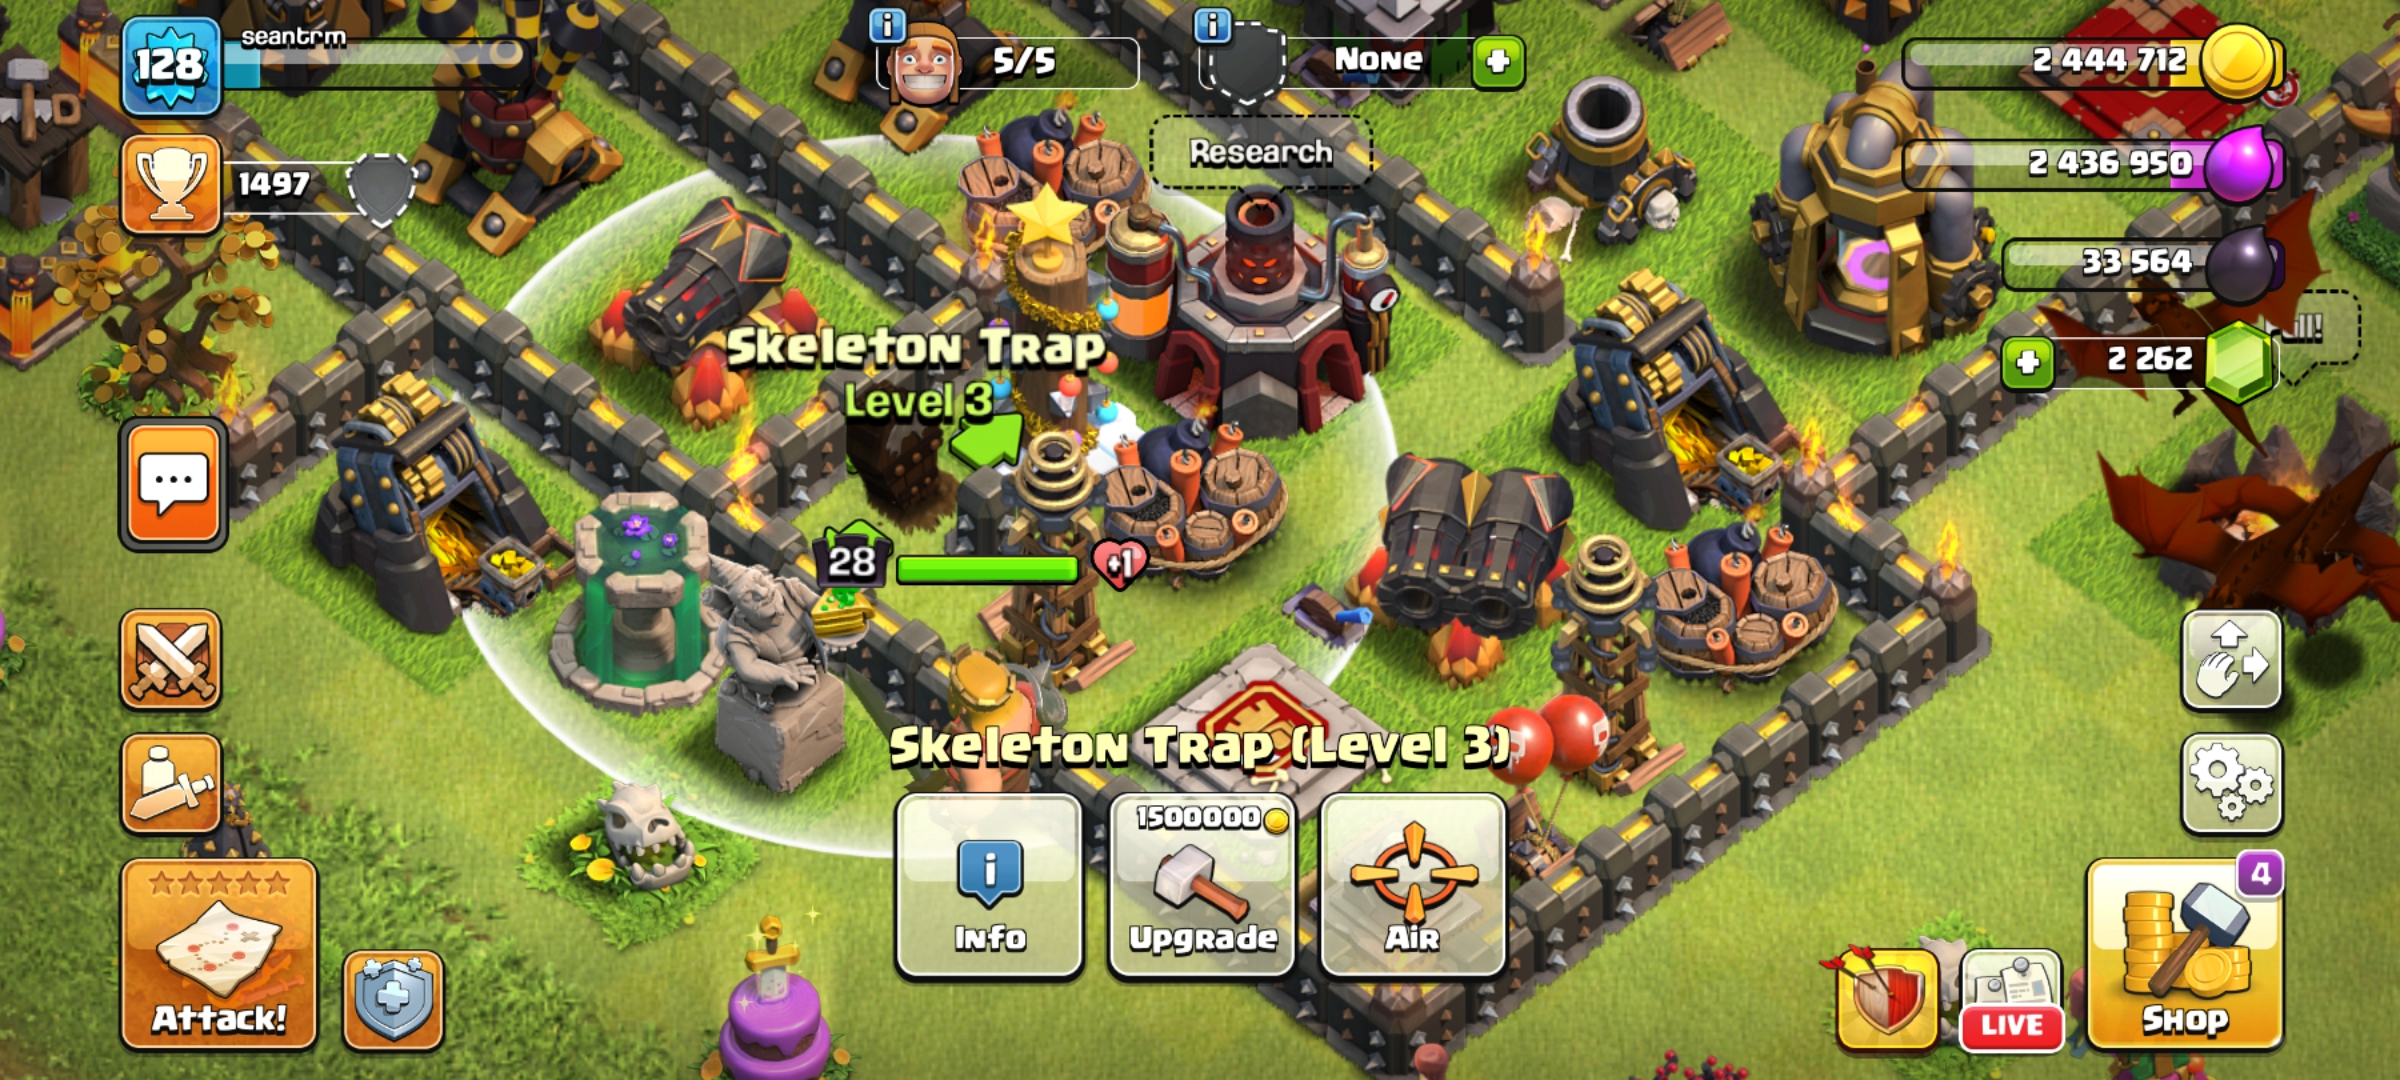 128
seantrm
5/5
None
2 444 712
1497
Research
2 436 950
33 564
ill!
2 262
Skeleton Trap
Level 3
28
+1
Skeleton Trap (Level 3)
1500000
Info
Upgrade
Air
Attack!
4
LIVE
Shop